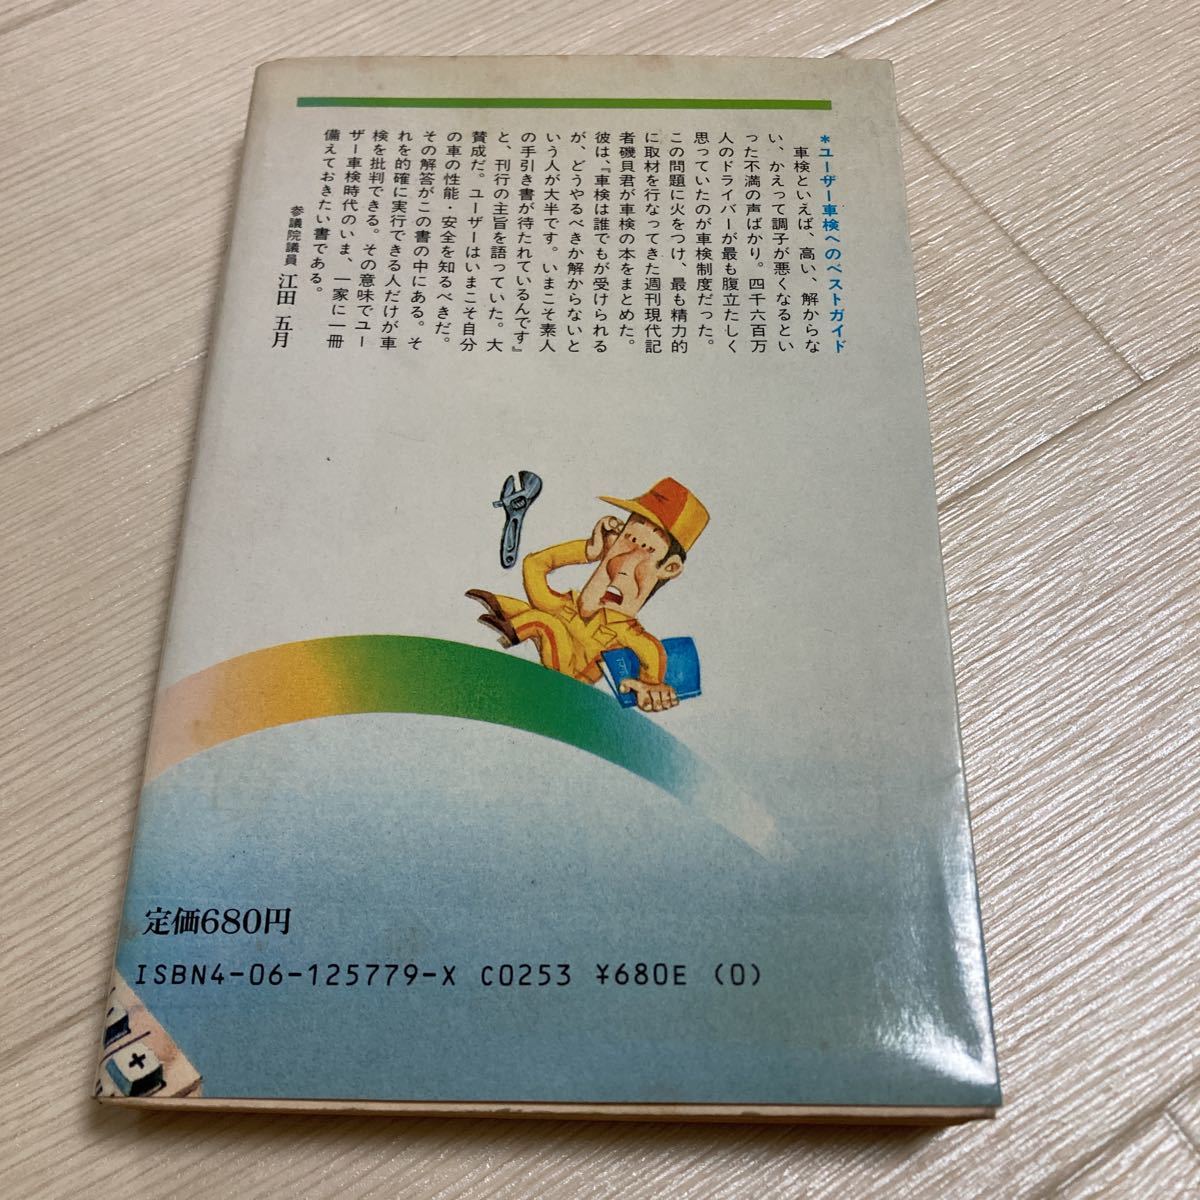 ＊ユーザー車検へのベストガイド
車検といえば、高い、解からな
い、かえって調子が悪くなるとい
った不満の声ばかり。四千六百万
人のドライバーが最も腹立たしく
思っていたのが車検制度だった。
この問題に火をつけ、最も精力的
に取材を行なってきた週刊現代記
者磯貝君が車検の本をまとめた。
彼は、『車検は誰でもが受けられる
が、どうやるべきか解からないと
いう人が大半です。いまこそ素人
の手引き書が待たれているんです』
と、刊行の主旨を語っていた。大
賛成だ。ユーザーはいまこそ自分
の車の性能・安全を知るべきだ。
その解答がこの書の中にある。そ
れを的確に実行できる人だけが車
検を批判できる。その意味でユー
ザー車検時代のいま、一家に一冊
備えておきたい書である。
参議院議員 江田 五月
定価680円
ISBN4-06-125779-X C0253 ¥680E (0)